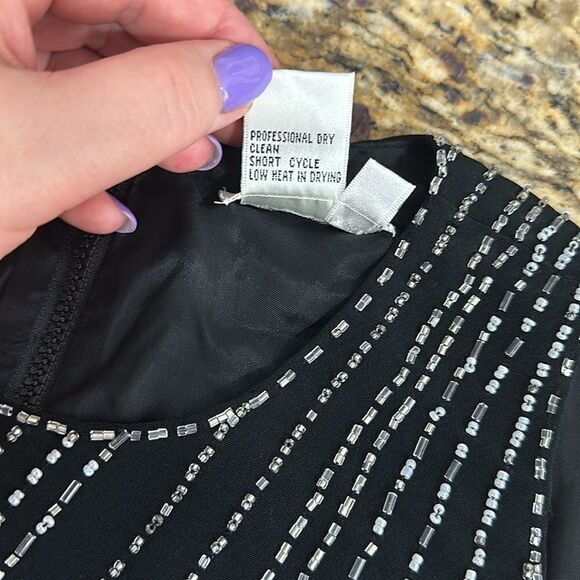 PROFESSIONAL DRY
CLEAN
SHORT CYCLE
LOW HEAT IN DRYING